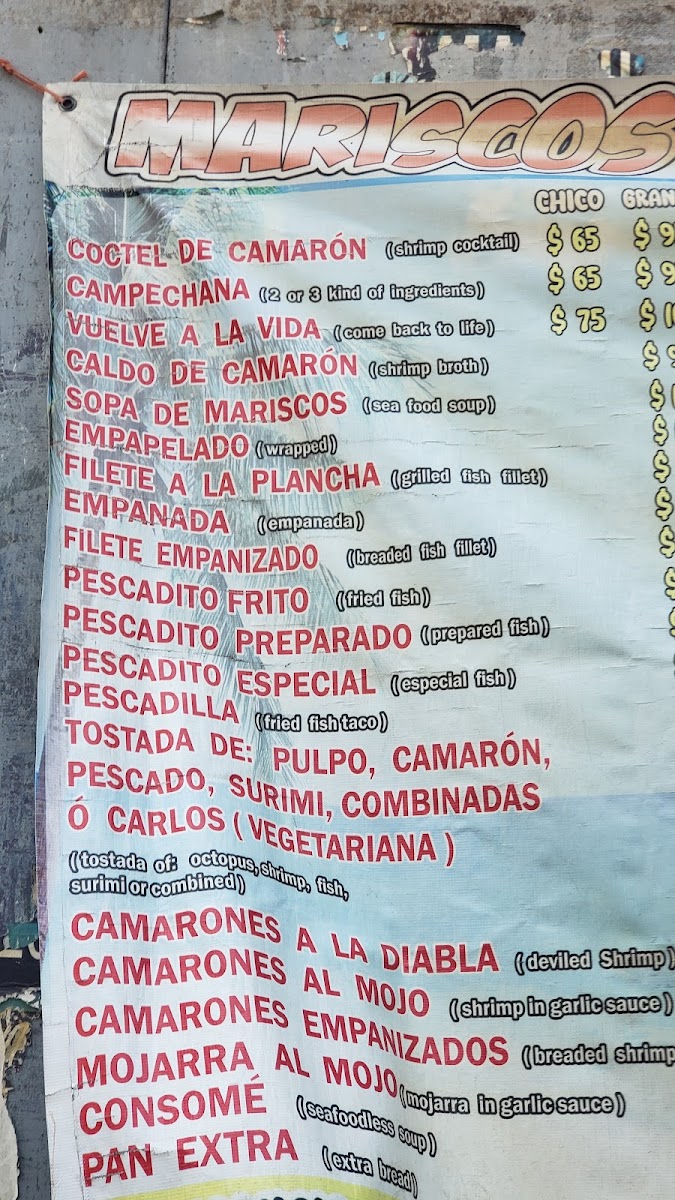 MARISCOS
CHICO
COCTEL DE CAMARÓN (shrimp cocktail) $ 65
CAMPECHANA (2 or 3 kind of ingredients) $ 65
VUELVE A LA VIDA (come back to life) $ 75
CALDO DE CAMARÓN (shrimp broth)
SOPA DE MARISCOS (sea food soup)
EMPAPELADO (wrapped)
FILETE A LA PLANCHA (grilled fish fillet)
EMPANADA (empanada)
FILETE EMPANIZADO (breaded fish fillet)
PESCADITO FRITO (fried fish)
PESCADITO PREPARADO (prepared fish)
PESCADITO ESPECIAL (especial fish)
PESCADILLA (fried fish taco)
TOSTADA DE: PULPO, CAMARÓN,
PESCADO, SURIMI, COMBINADAS
Ó CARLOS ( VEGETARIANA )
(tostada of: octopus, shrimp, fish,
surimi or combined)
CAMARONES A LA DIABLA (deviled Shrimp)
CAMARONES AL MOJO (shrimp in garlic sauce)
CAMARONES EMPANIZADOS (breaded shrimp
MOJARRA AL MOJO (mojarra in garlic sauce)
CONSOMÉ (seafoodless soup)
PAN EXTRA (extra bread)